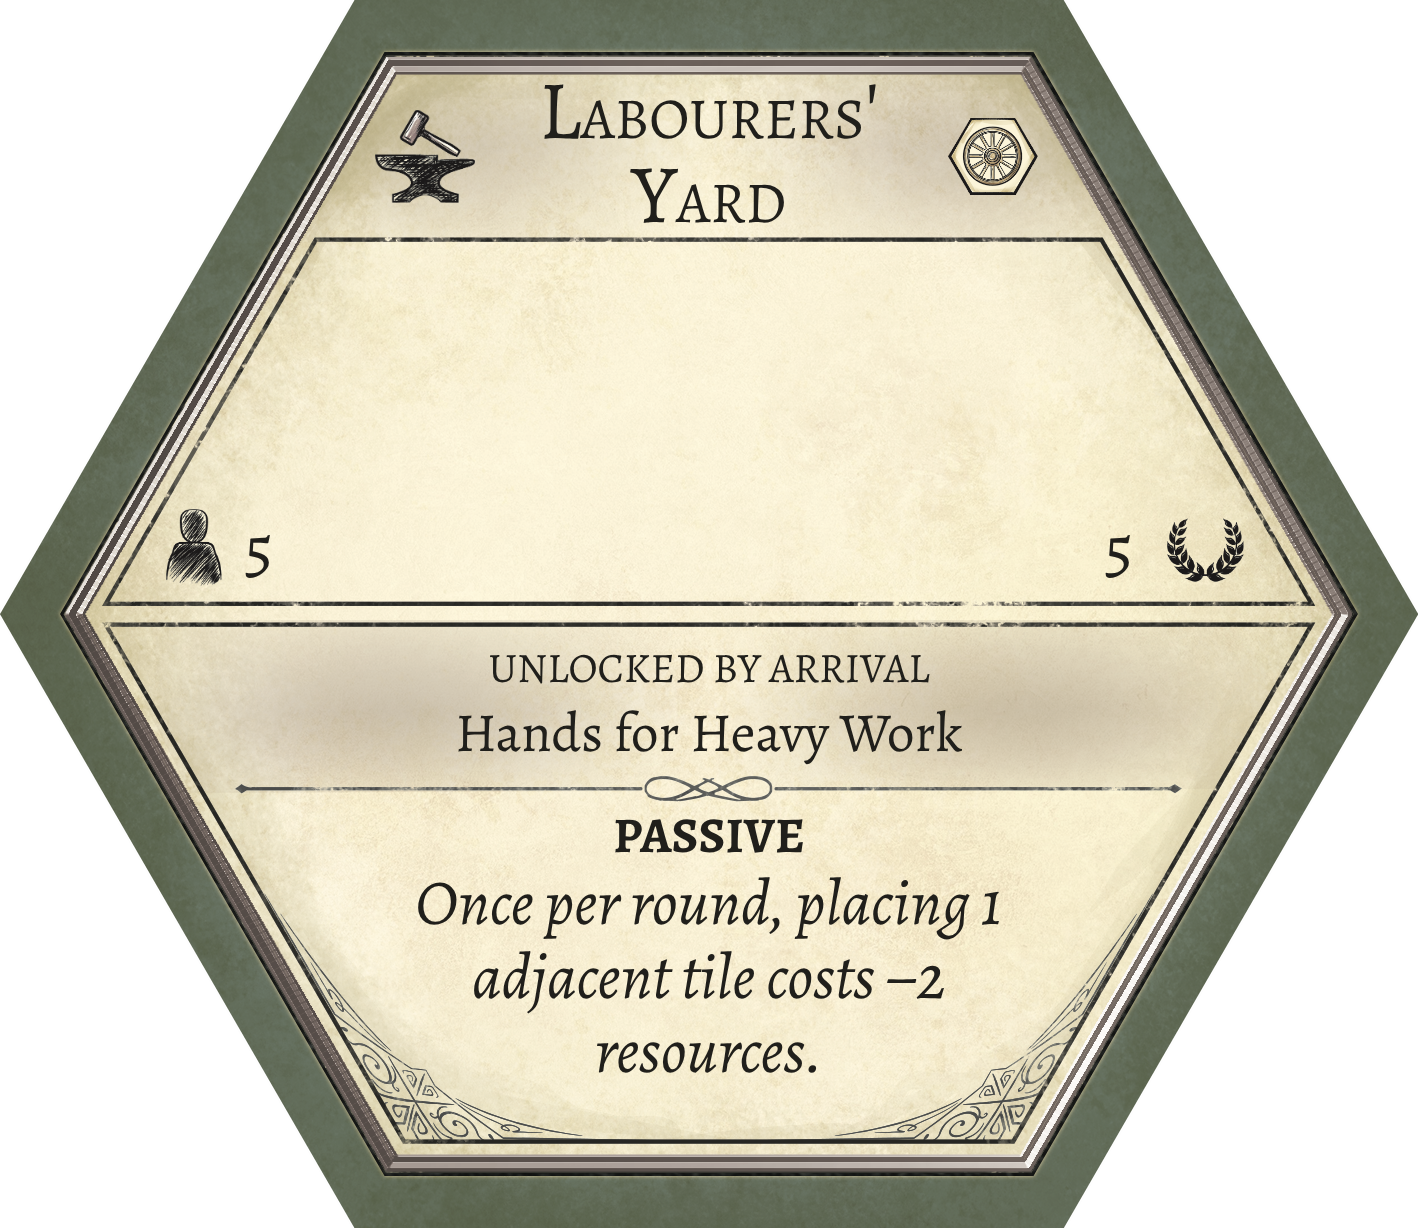 LABOURERS'
YARD
5
5
UNLOCKED BY ARRIVAL
Hands for Heavy Work
PASSIVE
Once per round, placing 1
adjacent tile costs –2
resources.